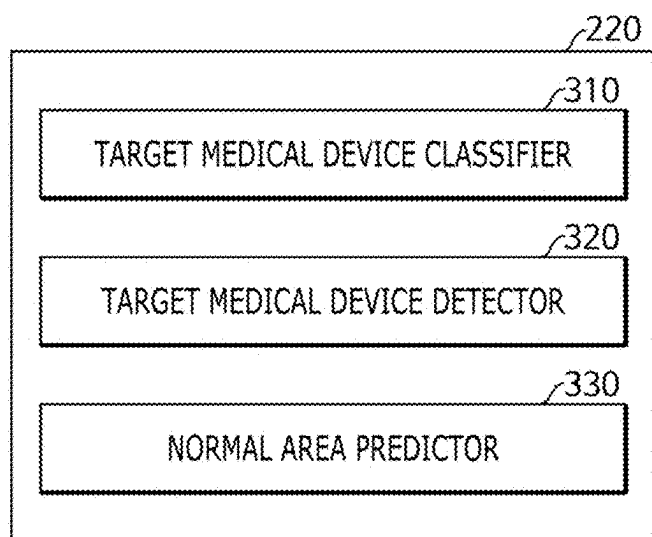 220
310
TARGET MEDICAL DEVICE CLASSIFIER
320
TARGET MEDICAL DEVICE DETECTOR
330
NORMAL AREA PREDICTOR